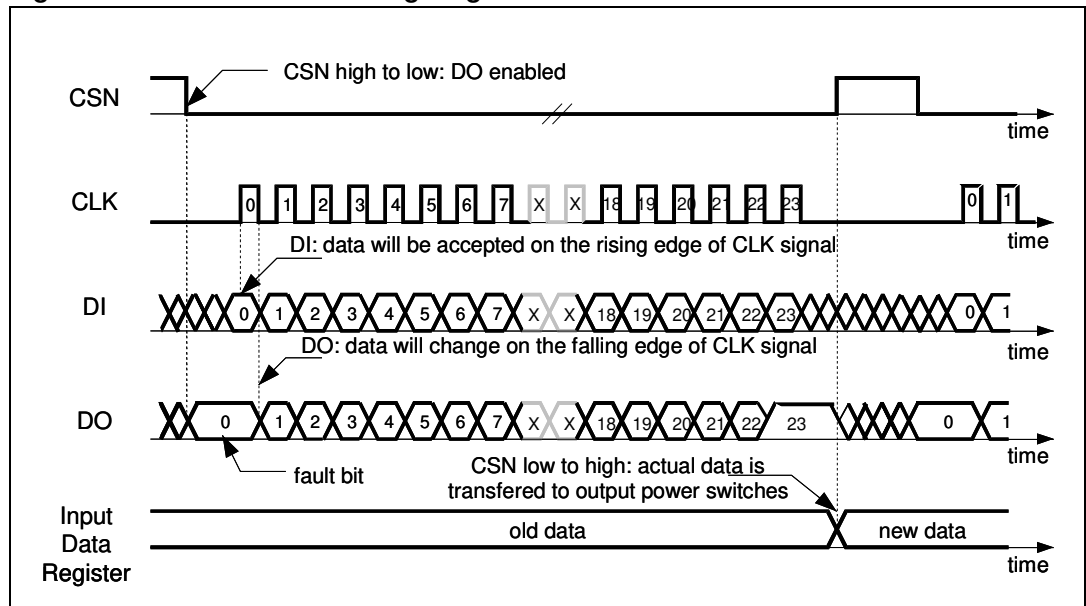 CSN
CSN high to low: DO enabled
time
CLK
0 1 2 3 4 5 6 7 X X 18 19 20 21 22 23 0 1
time
DI: data will be accepted on the rising edge of CLK signal
DI
0 1 2 3 4 5 6 7 X X 18 19 20 21 22 23 0 1
time
DO: data will change on the falling edge of CLK signal
DO
0 1 2 3 4 5 6 7 X X 18 19 20 21 22 23 0 1
time
fault bit
CSN low to high: actual data is
transfered to output power switches
Input
Data
Register
old data
new data
time